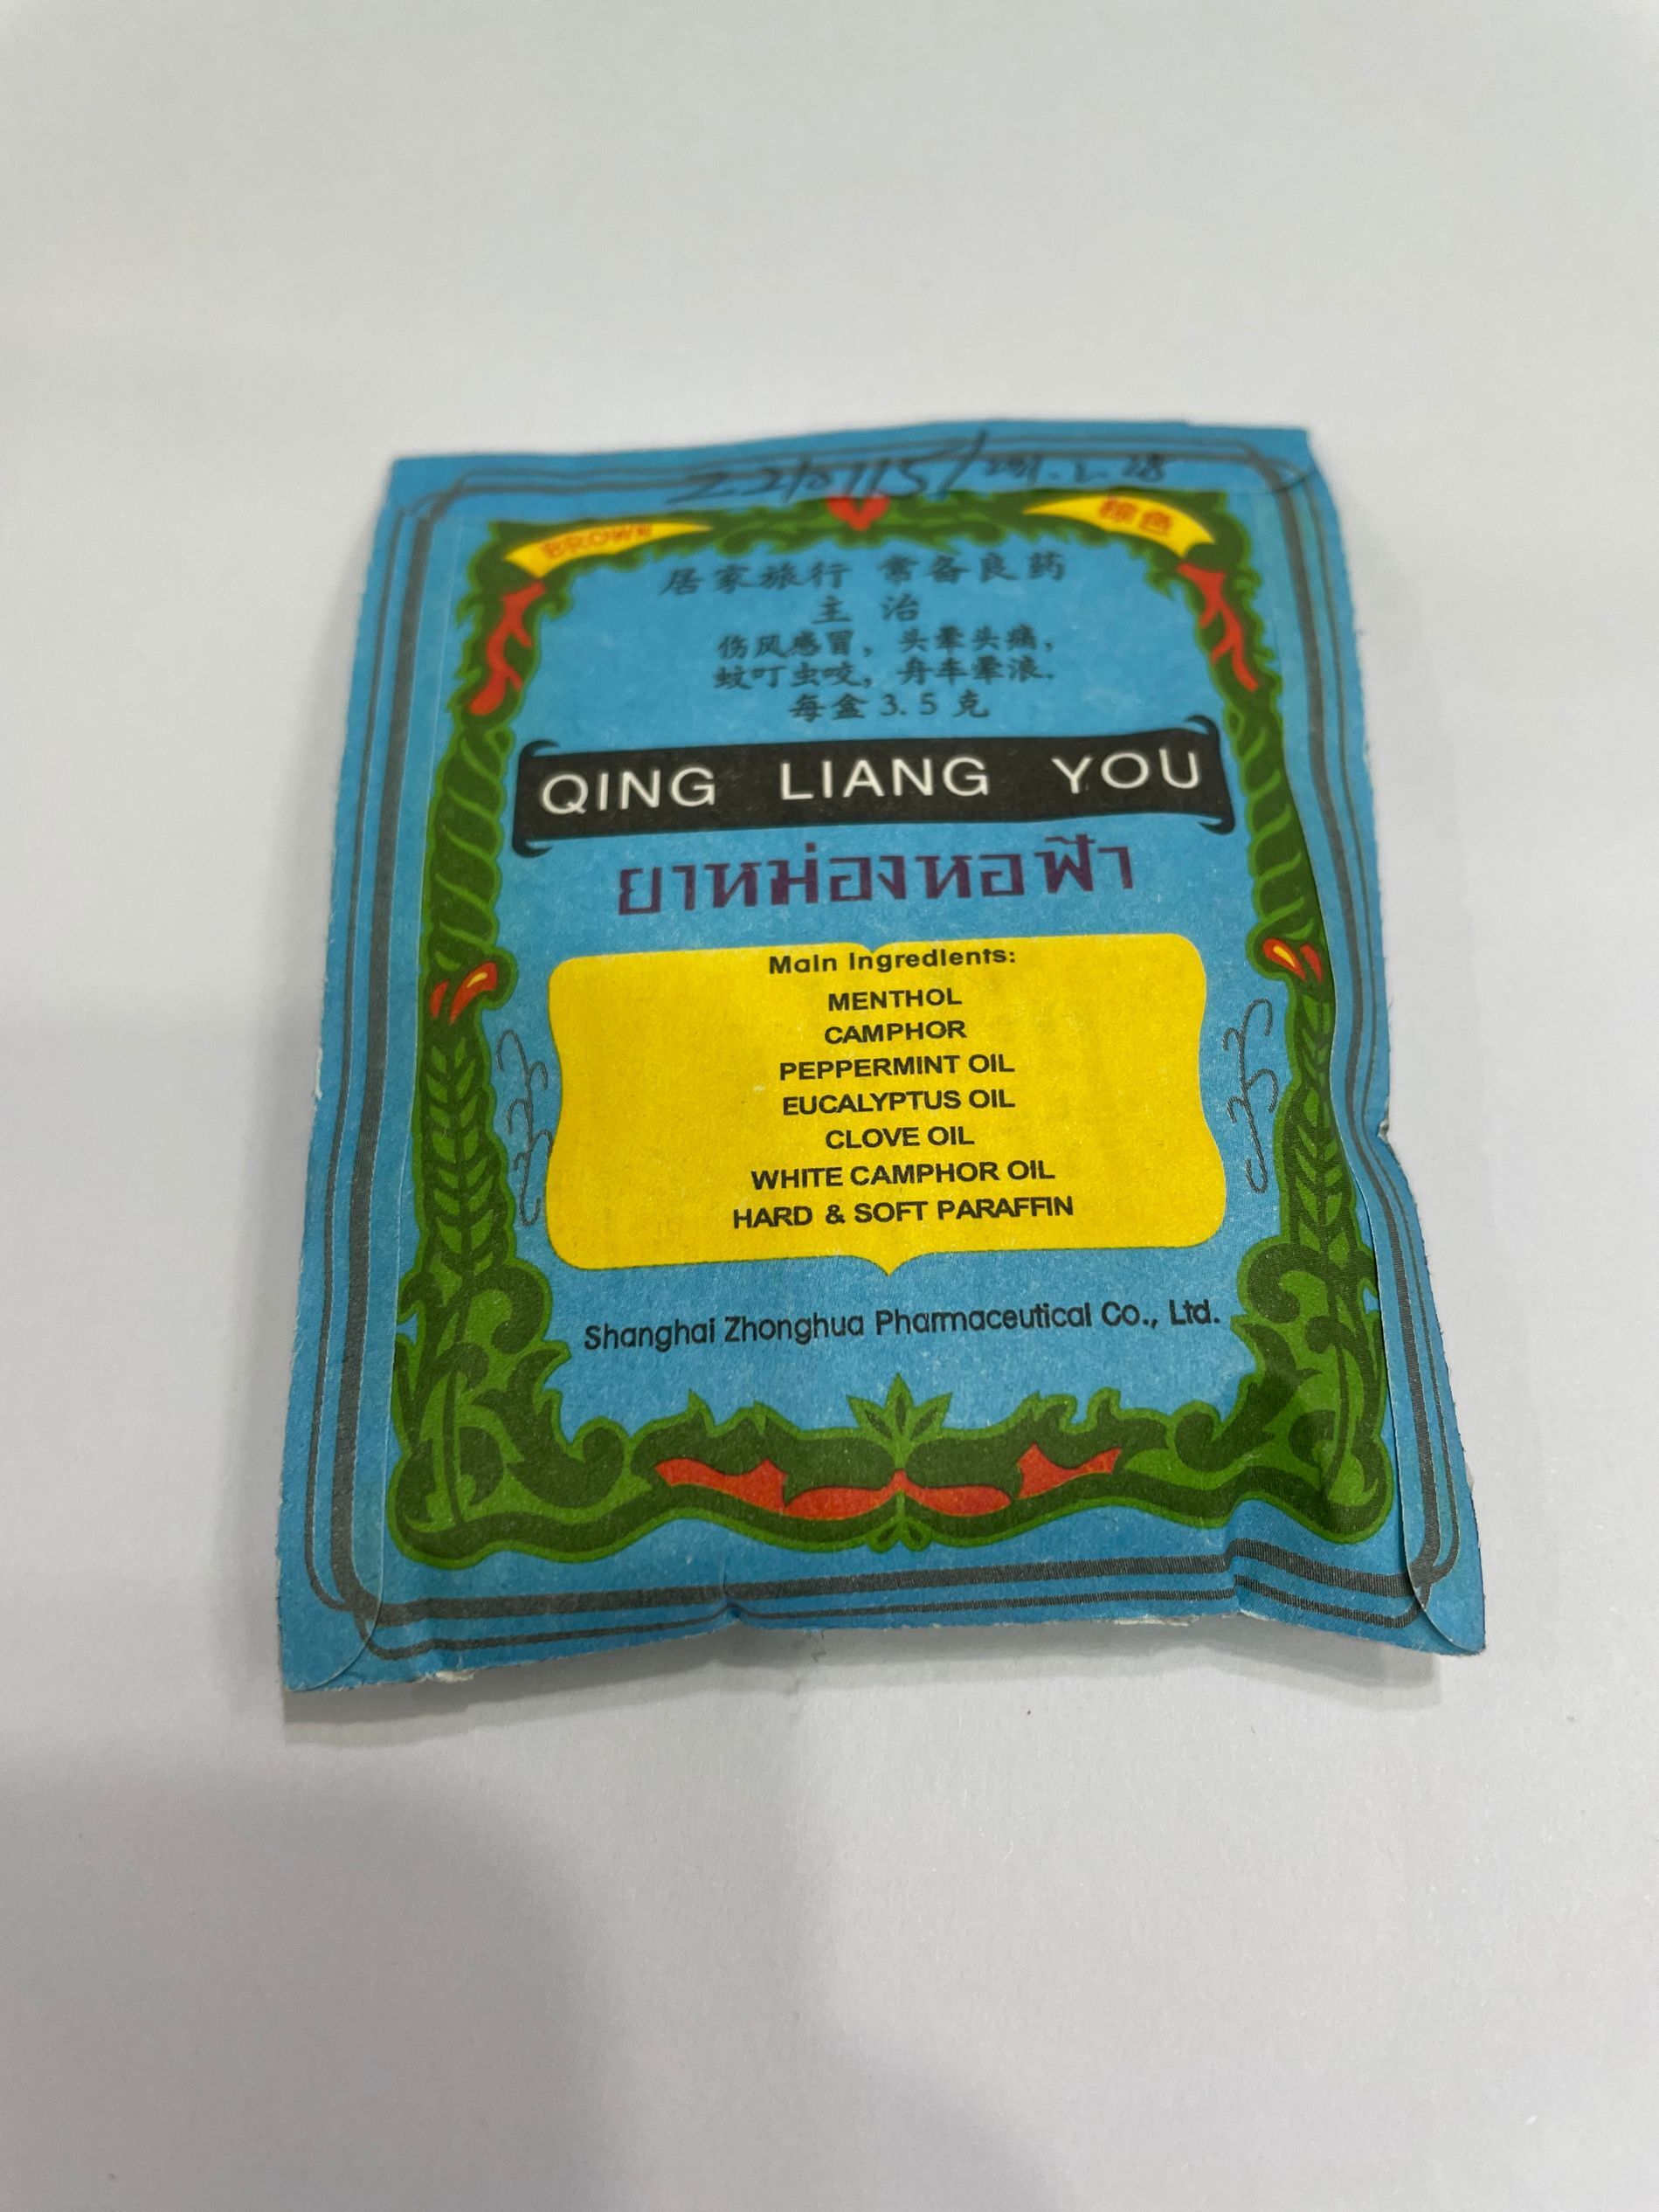 BROWN
棕色
居家旅行 常备良药
主 治
伤风感冒，头晕头痛，
蚊叮虫咬，舟车晕浪.
每盒3.5克
QING LIANG YOU
ยาหม่องหอฟ้า
Main Ingredients:
MENTHOL
CAMPHOR
PEPPERMINT OIL
EUCALYPTUS OIL
CLOVE OIL
WHITE CAMPHOR OIL
HARD & SOFT PARAFFIN
Shanghai Zhonghua Pharmaceutical Co., Ltd.